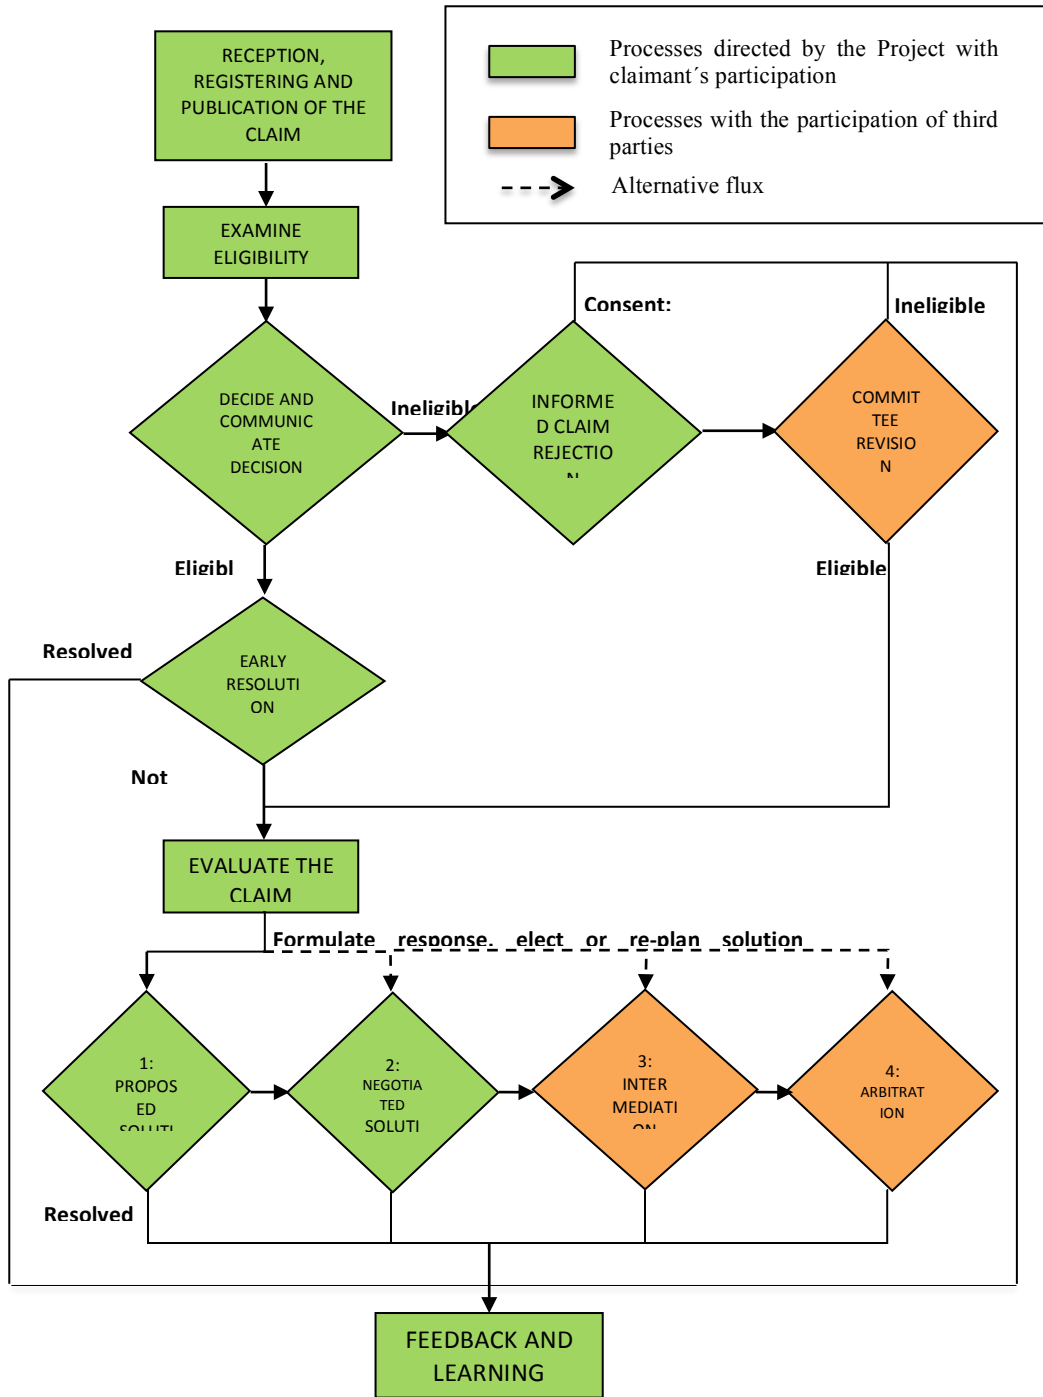 RECEPTION,
REGISTERING AND
PUBLICATION OF THE
CLAIM
Processes directed by the Project with
claimant´s participation
Processes with the participation of third
parties
Alternative flux
EXAMINE
ELIGIBILITY
Consent:
Ineligible
DECIDE AND
COMMUNIC
ATE
DECISION
Ineligible
INFORME
D CLAIM
REJECTIO
N
COMMIT
TEE
REVISIO
N
Eligibl
Eligible
Resolved
EARLY
RESOLUTI
ON
Not
EVALUATE THE
CLAIM
Formulate response, elect or re-plan solution
1:
PROPOS
ED
SOLUTI
2:
NEGOTIA
TED
SOLUTI
3:
INTER
MEDIATI
ON
4:
ARBITRAT
ION
Resolved
FEEDBACK AND
LEARNING